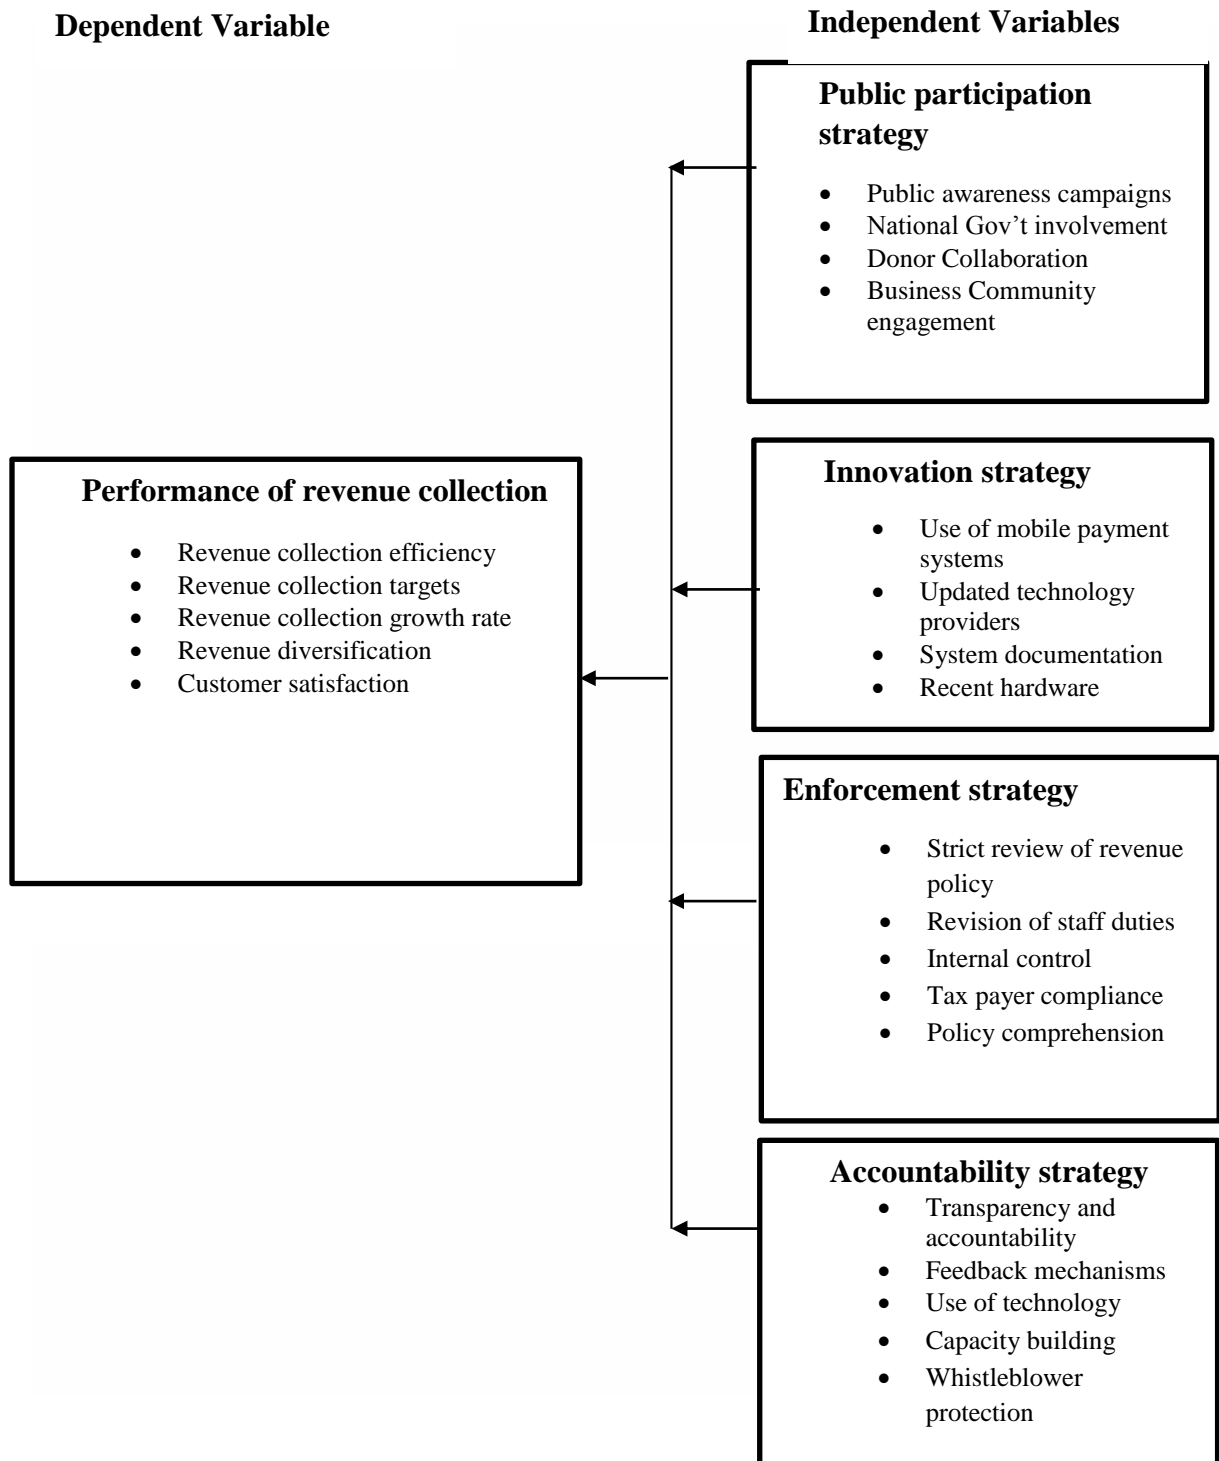 Dependent Variable
Independent Variables
Public participation
strategy
• Public awareness campaigns
• National Gov't involvement
• Donor Collaboration
• Business Community
engagement
Performance of revenue collection
• Revenue collection efficiency
• Revenue collection targets
• Revenue collection growth rate
• Revenue diversification
• Customer satisfaction
Innovation strategy
• Use of mobile payment
systems
• Updated technology
providers
• System documentation
• Recent hardware
Enforcement strategy
• Strict review of revenue
policy
• Revision of staff duties
• Internal control
• Tax payer compliance
• Policy comprehension
Accountability strategy
• Transparency and
accountability
• Feedback mechanisms
• Use of technology
• Capacity building
• Whistleblower
protection